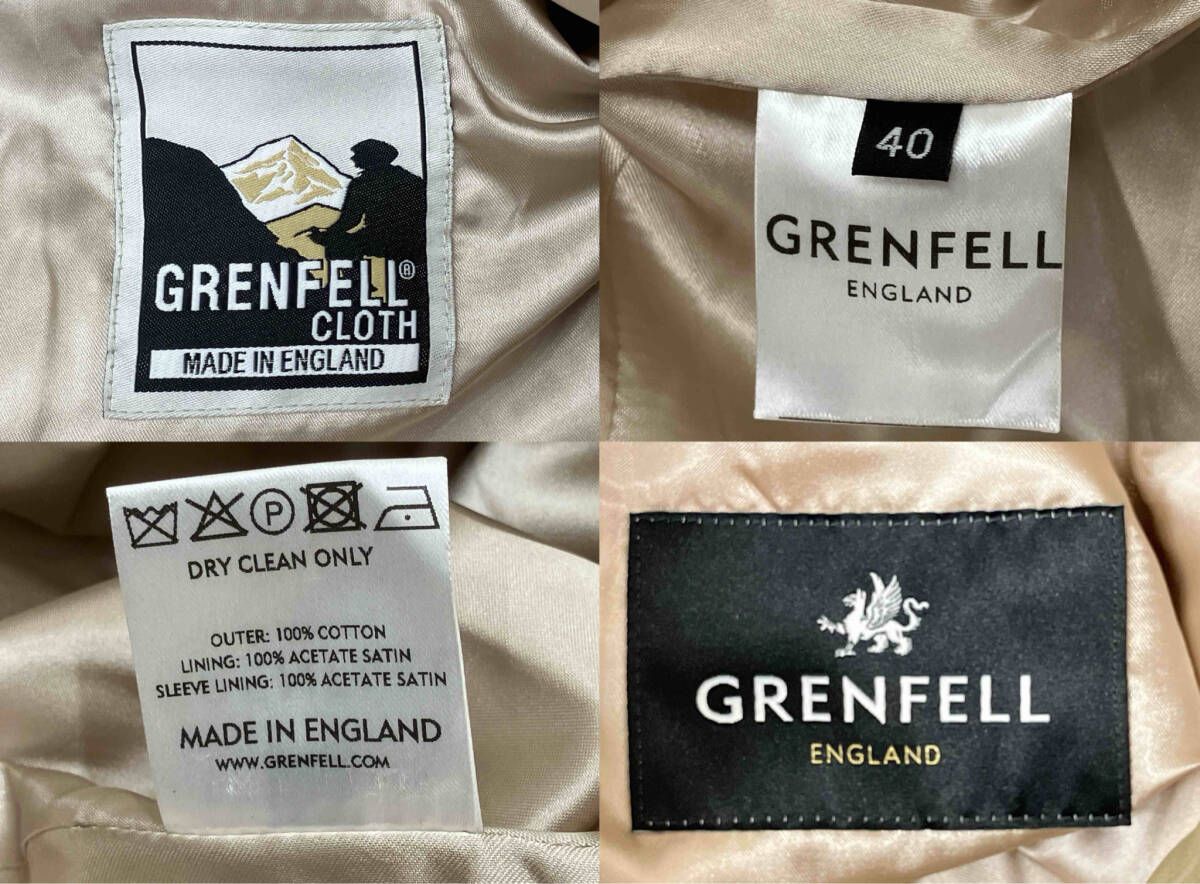 GRENFELL®
CLOTH
MADE IN ENGLAND
40
GRENFELL
ENGLAND
P
DRY CLEAN ONLY
OUTER: 100% COTTON
LINING: 100% ACETATE SATIN
SLEEVE LINING: 100% ACETATE SATIN
MADE IN ENGLAND
WWW.GRENFELL.COM
GRENFELL
ENGLAND